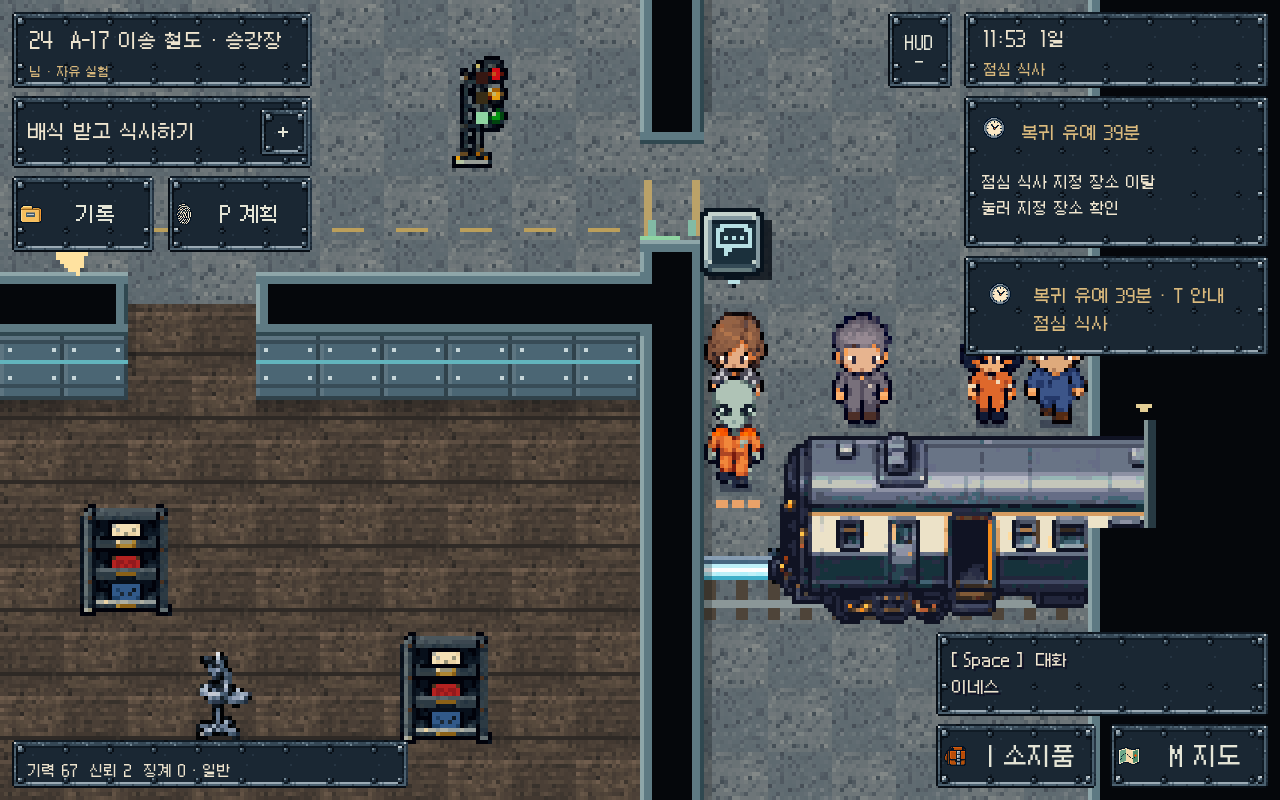 24 A-17 이송 철도 · 승강장
님 · 자유 실험
배식 받고 식사하기
+
기록
P 계획
HUD
–
11:53 1일
점심 식사
복귀 유예 39분
점심 식사 지정 장소 이탈
눌러 지정 장소 확인
복귀 유예 39분 · T 안내
점심 식사
[ Space ] 대화
이네스
I 소지품
M 지도
기력 67 신뢰 2 징계 0 · 일반